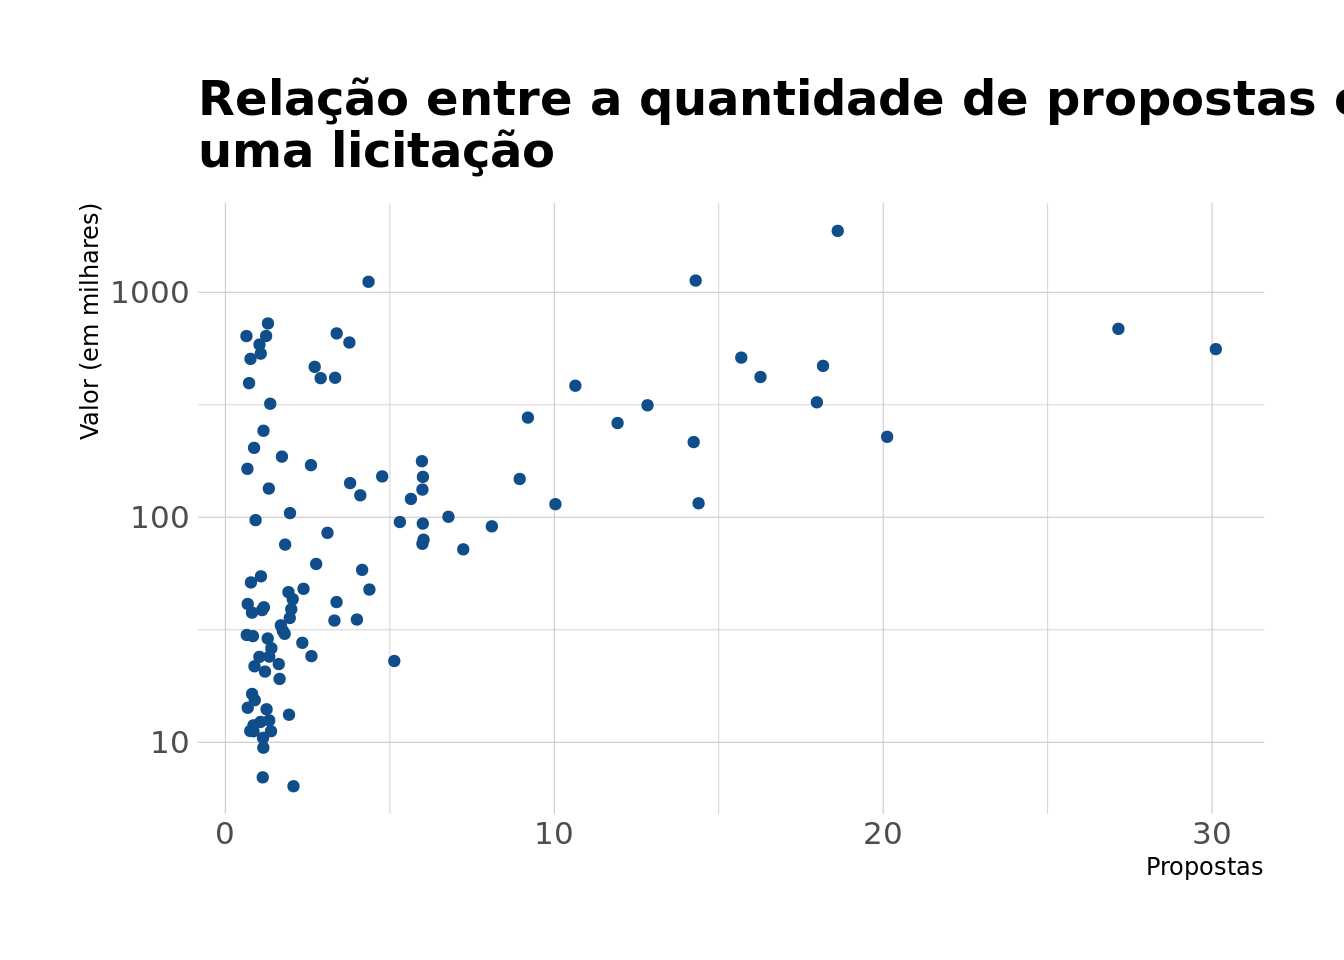 Relação entre a quantidade de propostas
uma licitação
Valor (em milhares)
1000
100
10
0
10
20
30
Propostas